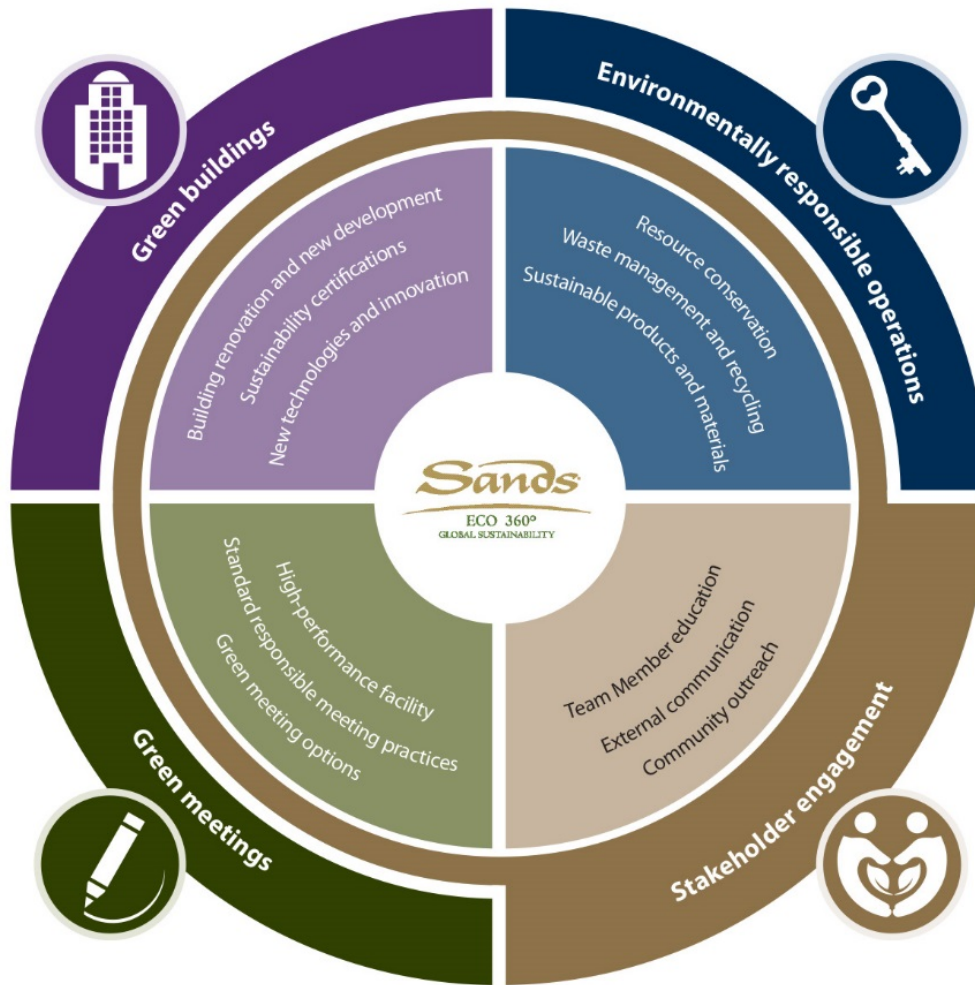 Green buildings
Building renovation and new development
Sustainability certifications
New technologies and innovation
Environmentally responsible operations
Resource conservation
Waste management and recycling
Sustainable products and materials
Sands
ECO 360º
GLOBAL SUSTAINABILITY
Green meetings
High-performance facility
Standard responsible meeting practices
Green meeting options
Stakeholder engagement
Team Member education
External communication
Community outreach